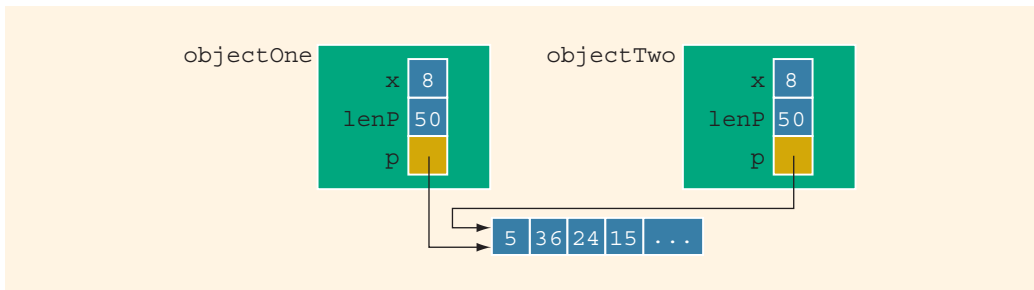 objectOne
x 8
lenP 50
p
objectTwo
x 8
lenP 50
p
5 36 24 15 ...